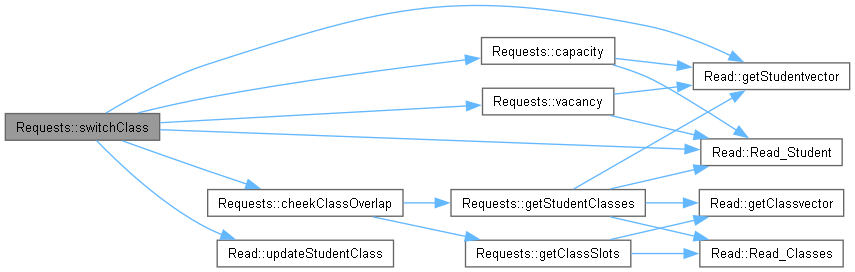 Requests::switchClass
Requests::capacity
Requests::vacancy
Requests::cheekClassOverlap
Read::updateStudentClass
Requests::getStudentClasses
Requests::getClassSlots
Read::getStudentvector
Read::Read_Student
Read::getClassvector
Read::Read_Classes